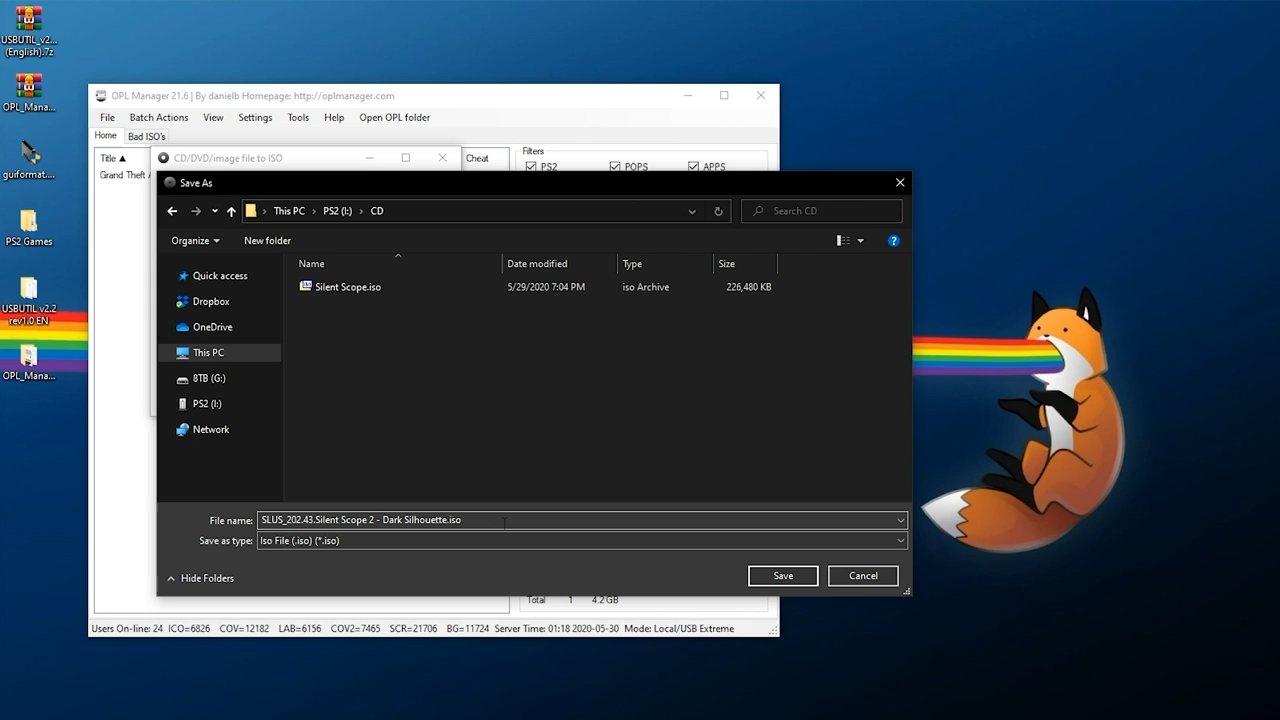 USBUTIL_v2...
(English).7z
OPL_Mana...
guiformat....
PS2 Games
USBUTIL v2.2
rev1.0 EN
OPL_Mana...
OPL Manager 21.6 | By danielb Homepage: http://oplmanager.com
File Batch Actions View Settings Tools Help Open OPL folder
Home Bad ISO's
Title CD/DVD/image file to ISO Cheat
Filters
PS2 POPS APPS
Grand Theft
Save As
This PC PS2 (I:) CD
Search CD
Organize New folder
Name Date modified Type Size
Silent Scope.iso 5/29/2020 7:04 PM iso Archive 226,480 KB
Quick access
Dropbox
OneDrive
This PC
8TB (G:)
PS2 (I:)
Network
File name: SLUS_202.43.Silent Scope 2 - Dark Silhouette.iso
Save as type: Iso File (.iso) (*.iso)
Hide Folders Save Cancel
Total 1 4.2 GB
Users On-line: 24 ICO=6826 COV=12182 LAB=6156 COV2=7465 SCR=21706 BG=11724 Server Time: 01:18 2020-05-30 Mode: Local/USB Extreme